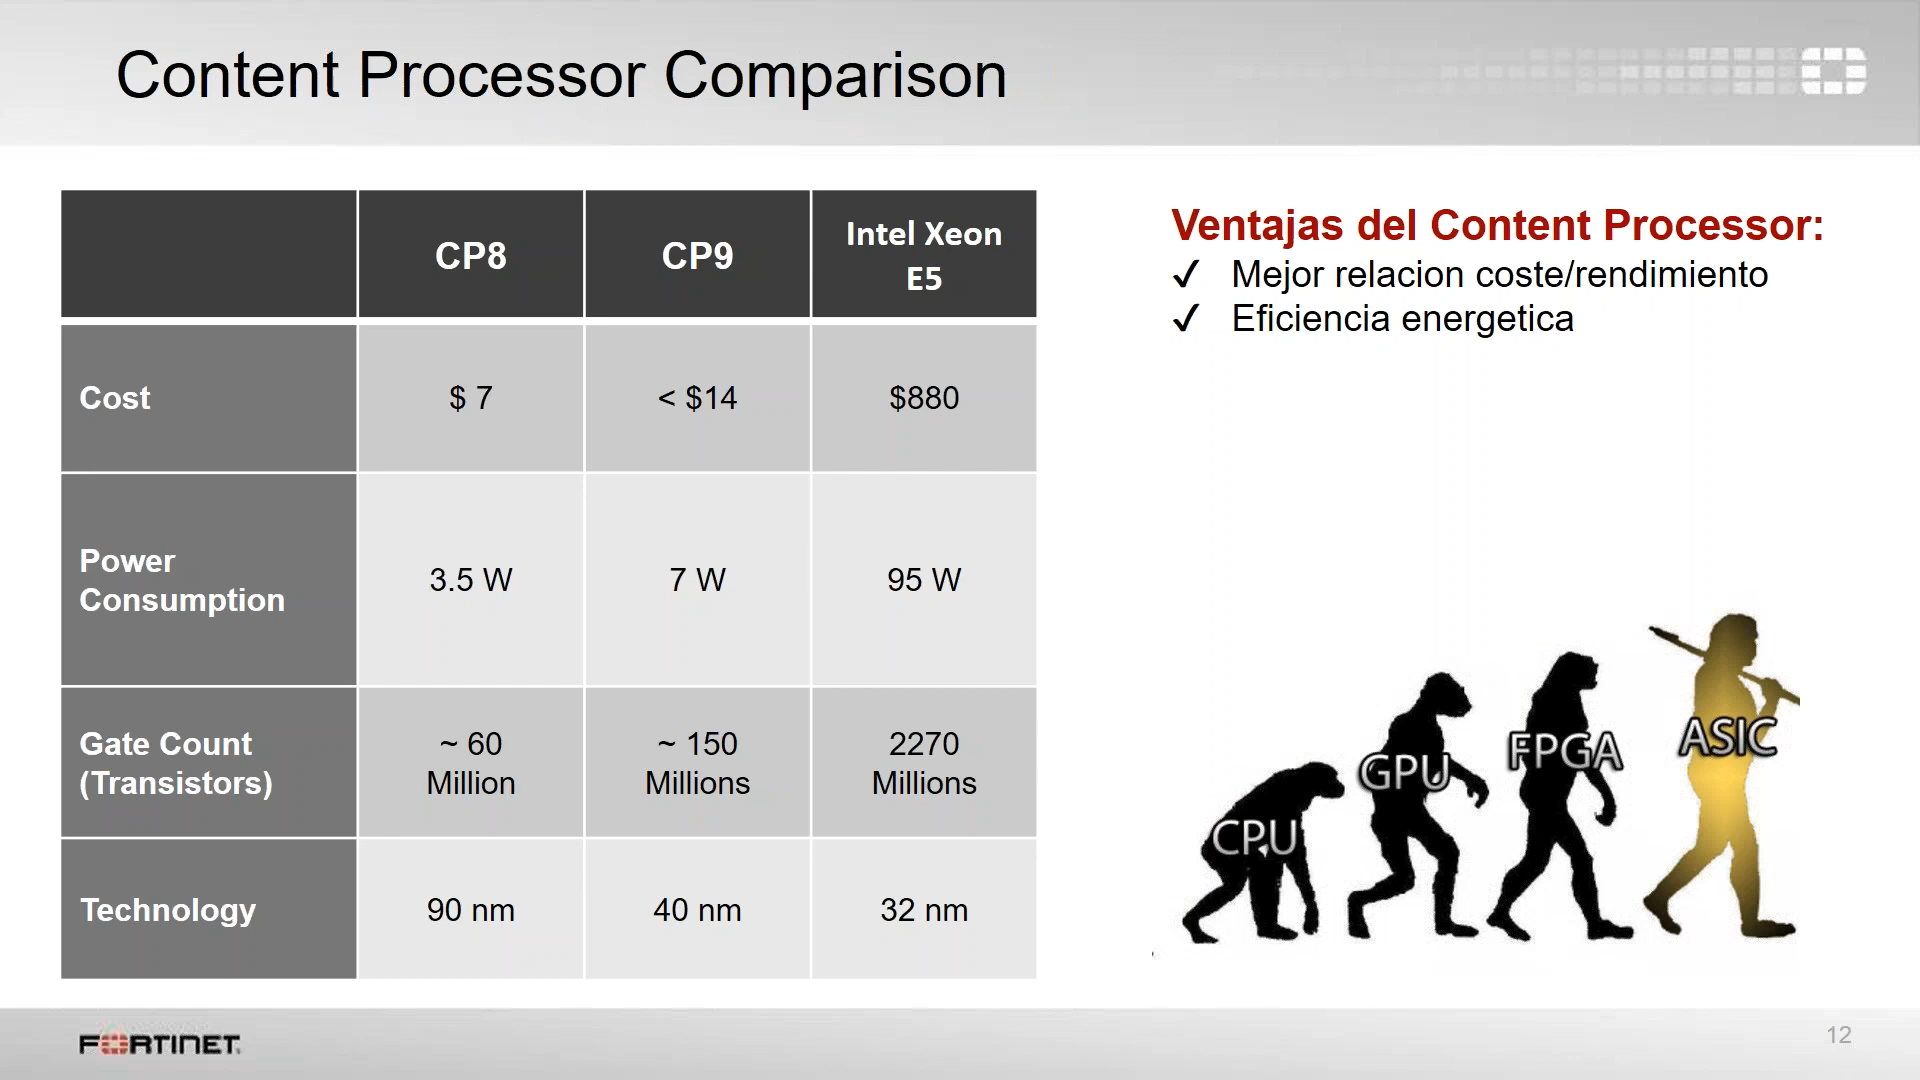 Content Processor Comparison
CP8
CP9
Intel Xeon
E5
Cost
$ 7
< $14
$880
Power
Consumption
3.5 W
7 W
95 W
Gate Count
(Transistors)
~ 60
Million
~ 150
Millions
2270
Millions
Technology
90 nm
40 nm
32 nm
Ventajas del Content Processor:
✓ Mejor relacion coste/rendimiento
✓ Eficiencia energetica
CPU
GPU
FPGA
ASIC
FORTINET
12